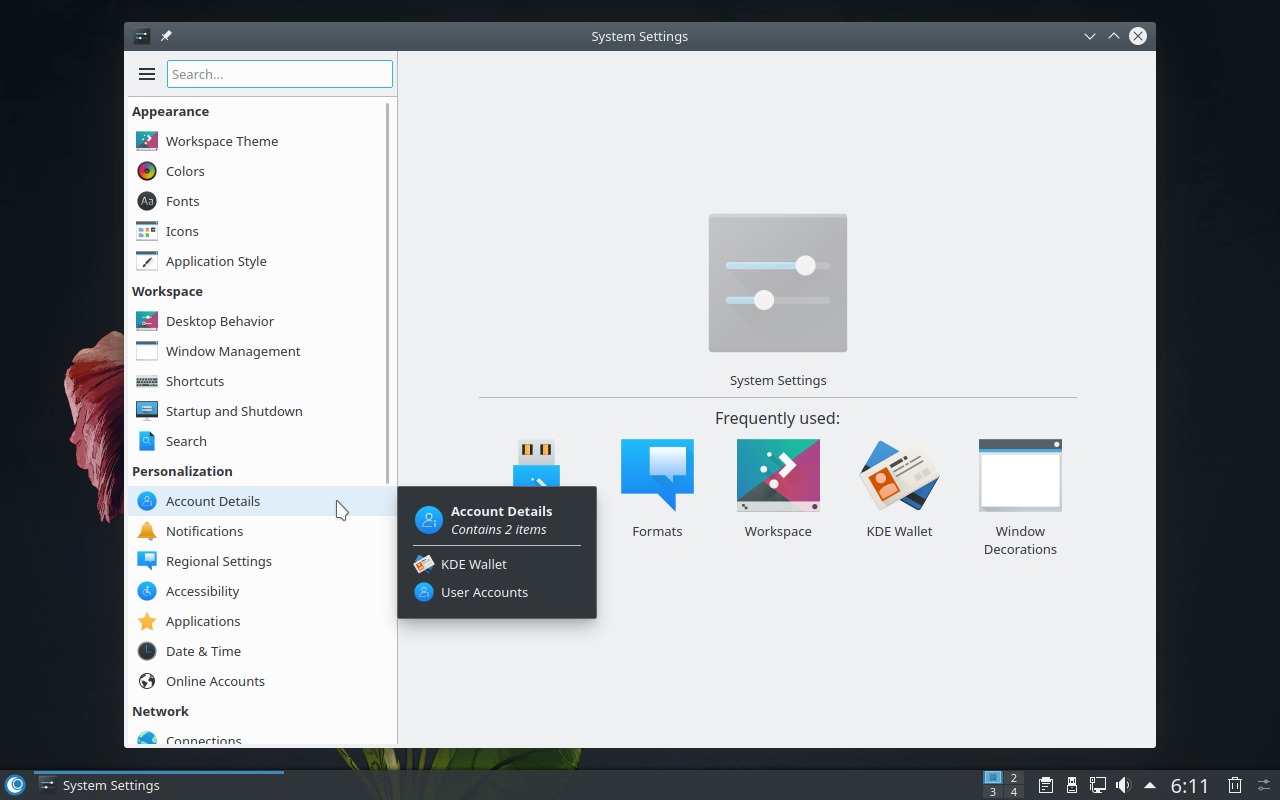 System Settings
Search...
Appearance
Workspace Theme
Colors
Aa Fonts
Icons
Application Style
Workspace
Desktop Behavior
Window Management
Shortcuts
Startup and Shutdown
Search
Personalization
Account Details
Notifications
Regional Settings
Accessibility
Applications
Date & Time
Online Accounts
Network
Connections
System Settings
Frequently used:
Formats
Workspace
KDE Wallet
Window
Decorations
Account Details
Contains 2 items
KDE Wallet
User Accounts
System Settings
2
3 4
6:11